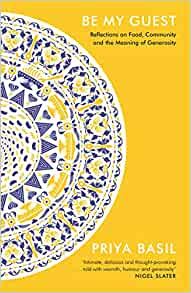 BE MY GUEST
Reflections on Food, Community
and the Meaning of Generosity
PRIYA BASIL
'Intimate, delicious and thought-provoking
... told with warmth, humour and generosity'
NIGEL SLATER